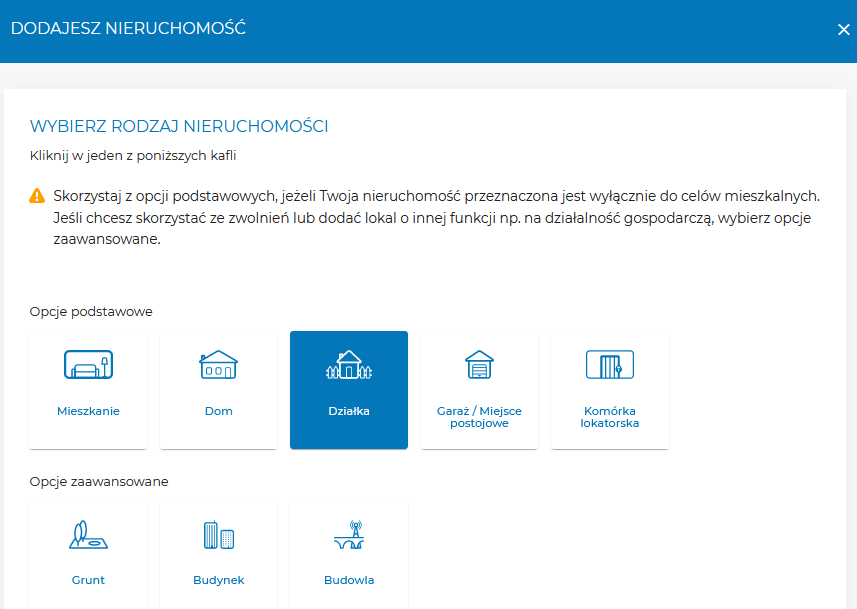 DODAJESZ NIERUCHOMOŚĆ
WYBIERZ RODZAJ NIERUCHOMOŚCI
Kliknij w jeden z poniższych kafli
Skorzystaj z opcji podstawowych, jeżeli Twoja nieruchomość przeznaczona jest wyłącznie do celów mieszkalnych.
Jeśli chcesz skorzystać ze zwolnień lub dodać lokal o innej funkcji np. na działalność gospodarczą, wybierz opcje
zaawansowane.
Opcje podstawowe
Mieszkanie
Dom
Działka
Garaż / Miejsce
postojowe
Komórka
lokatorska
Opcje zaawansowane
Grunt
Budynek
Budowla